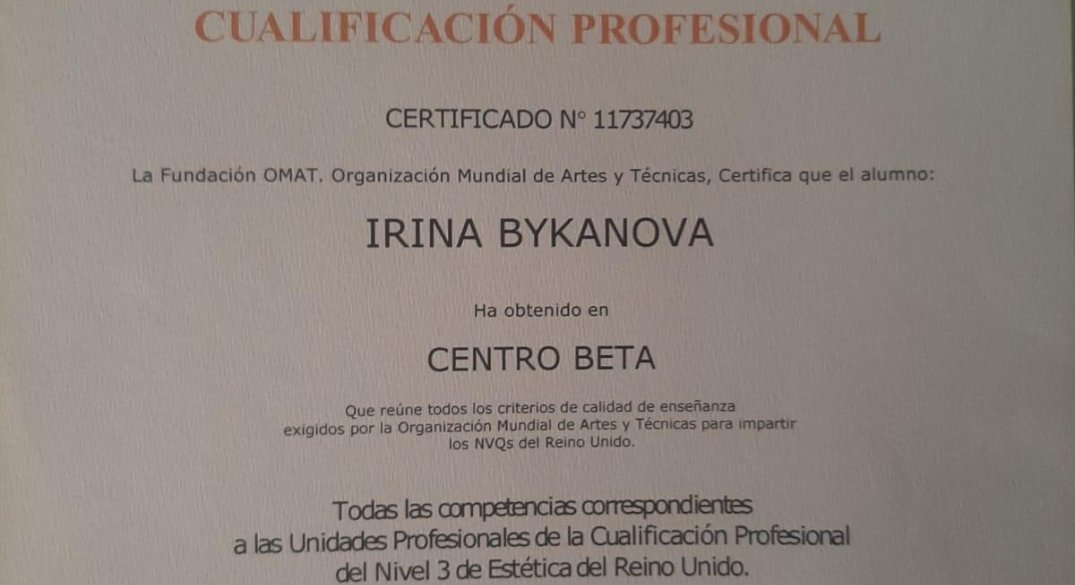 CUALIFICACIÓN PROFESIONAL
CERTIFICADO N° 11737403
La Fundación OMAT. Organización Mundial de Artes y Técnicas, Certifica que el alumno:
IRINA BYKANOVA
Ha obtenido en
CENTRO BETA
Que reúne todos los criterios de calidad de enseñanza
exigidos por la Organización Mundial de Artes y Técnicas para impartir
los NVQs del Reino Unido.
Todas las competencias correspondientes
a las Unidades Profesionales de la Cualificación Profesional
del Nivel 3 de Estética del Reino Unido.